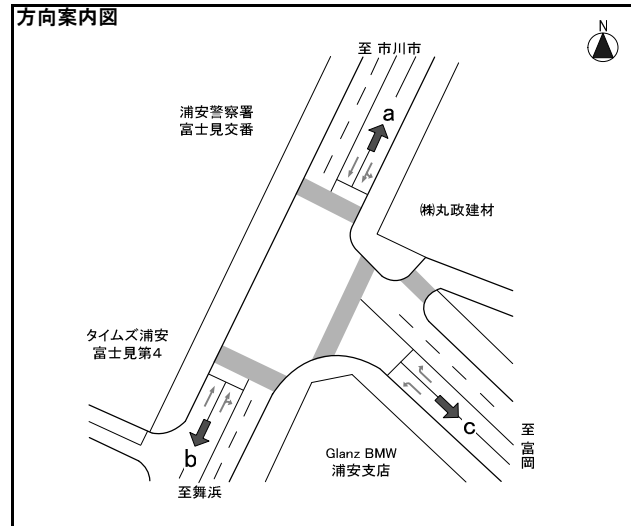 方向案内図
N
至 市川市
浦安警察署
富士見交番
a
㈱丸政建材
タイムズ浦安
富士見第4
b
至舞浜
Glanz BMW
浦安支店
c
至
富
岡